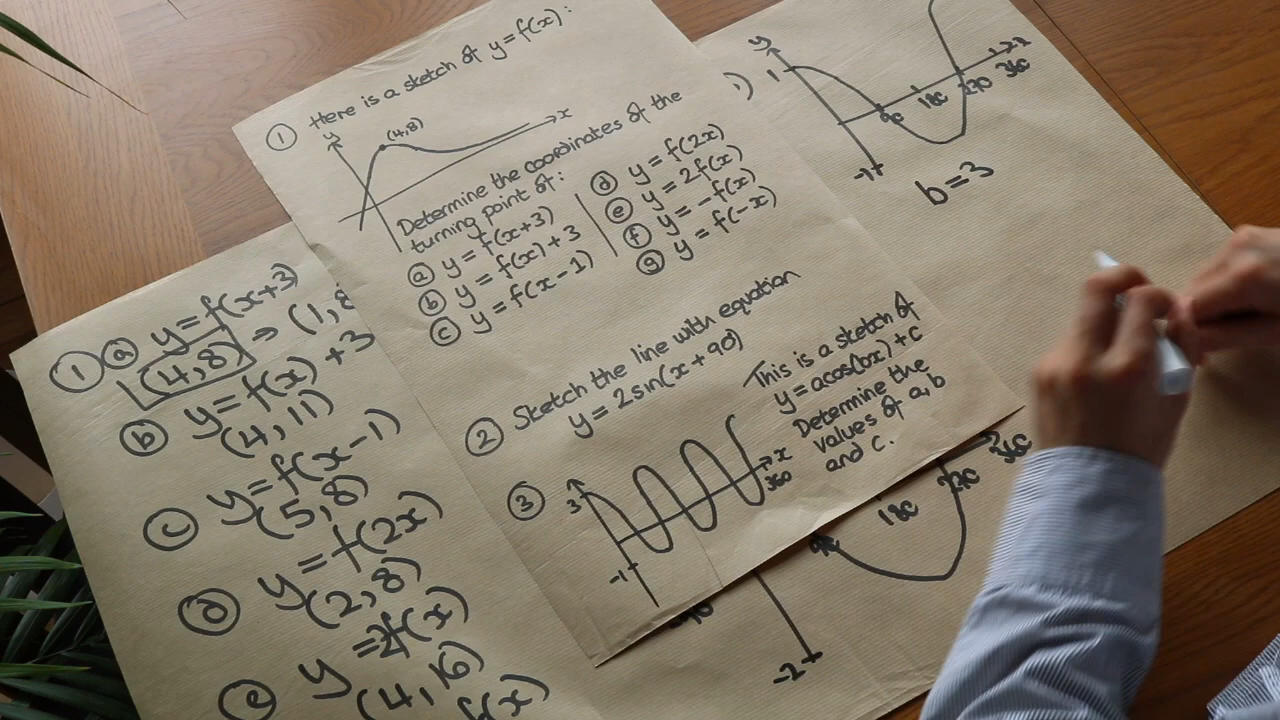 ① Here is a sketch of y=f(x):
y
(4,8)
x
Determine the coordinates of the
turning point of:
ⓐ y = f(x+3)
ⓑ y = f(x) + 3
ⓒ y = f(x - 1)
ⓓ y = f(2x)
ⓔ y = 2f(x)
ⓕ y = -f(x)
ⓖ y = f(-x)
② Sketch the line with equation
y = 2sin(x + 90)
③
3
-1
x
360
This is a sketch of
y = acos(bx) + c
Determine the
values of a, b
and c.
① ⓐ y = f(x+3)
(4,8) → (1,8
ⓑ y = f(x) + 3
(4,11)
ⓒ y = f(x-1)
(5,8)
ⓓ y = f(2x)
(2,8)
ⓔ y = 2f(x)
(4,16)
f(x)
y
1
-1
90
180
270
360
x
b = 3
90
180
270
360
90
-2